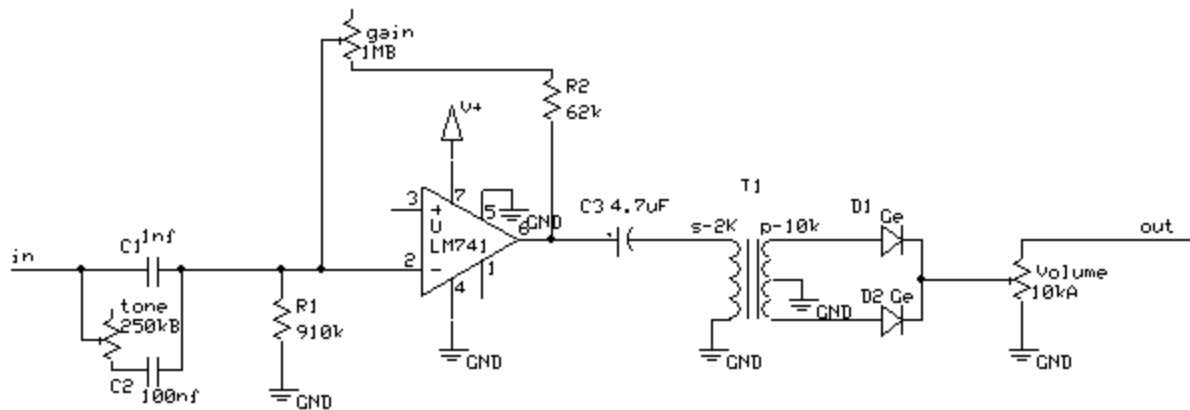 gain
1MB
R2
62k
V+
T1
3
+
7
5
GND
C3 4.7uF
D1
Ge
U
LM741
6
s-2K
p-10k
out
in
C1
1nf
2
-
1
4
Volume
10kA
tone
250kB
R1
910k
D2 Ge
GND
GND
GND
GND
C2
100nf
GND